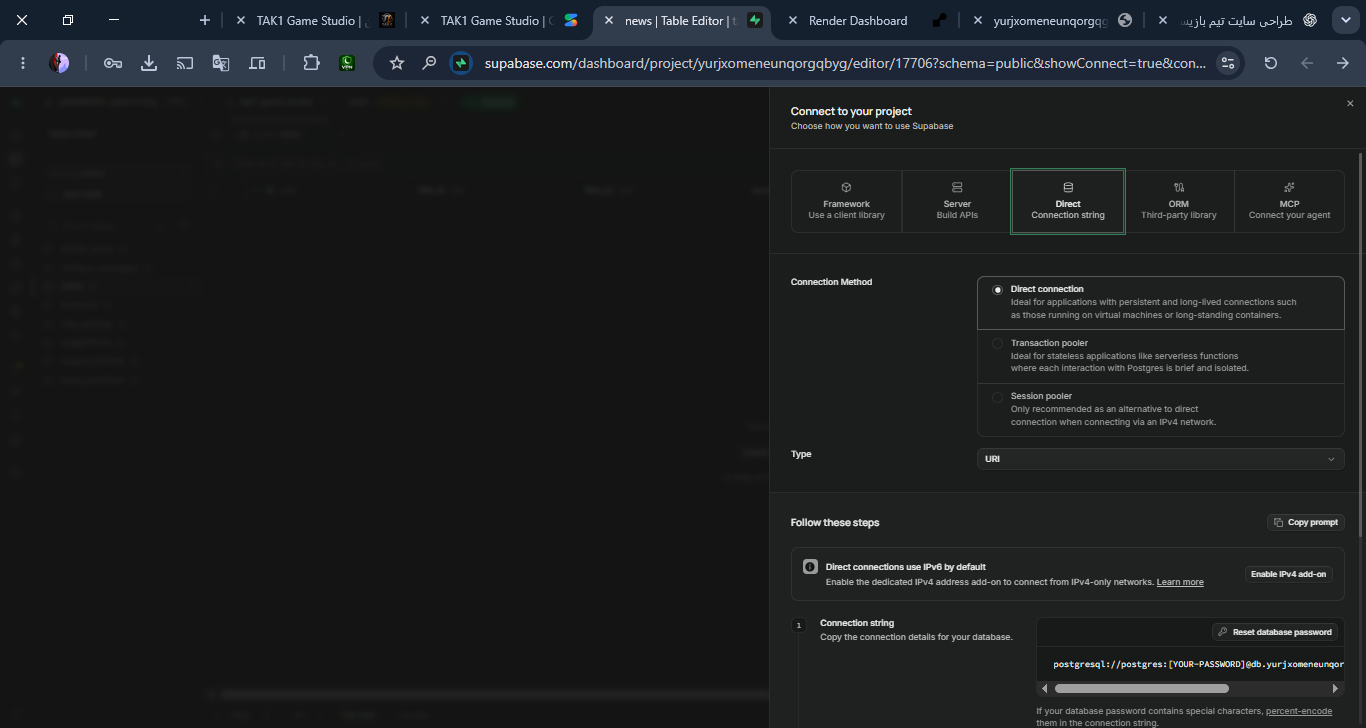 TAK1 Game Studio |
TAK1 Game Studio | C
news | Table Editor | t
Render Dashboard
yurjxomeneunqorgqq
طراحی سایت تیم بازیس
VPN
supabase.com/dashboard/project/yurjxomeneunqorgqbyg/editor/17706?schema=public&showConnect=true&con...
Connect to your project
Choose how you want to use Supabase
Framework
Use a client library
Server
Build APIs
Direct
Connection string
ORM
Third-party library
MCP
Connect your agent
Connection Method
Direct connection
Ideal for applications with persistent and long-lived connections such
as those running on virtual machines or long-standing containers.
Transaction pooler
Ideal for stateless applications like serverless functions
where each interaction with Postgres is brief and isolated.
Session pooler
Only recommended as an alternative to direct
connection when connecting via an IPv4 network.
Type
URI
Follow these steps
Copy prompt
Direct connections use IPv6 by default
Enable the dedicated IPv4 address add-on to connect from IPv4-only networks. Learn more
Enable IPv4 add-on
1
Connection string
Copy the connection details for your database.
Reset database password
postgresql://postgres:[YOUR-PASSWORD]@db.yurjxomeneunqor
If your database password contains special characters, percent-encode
them in the connection string.